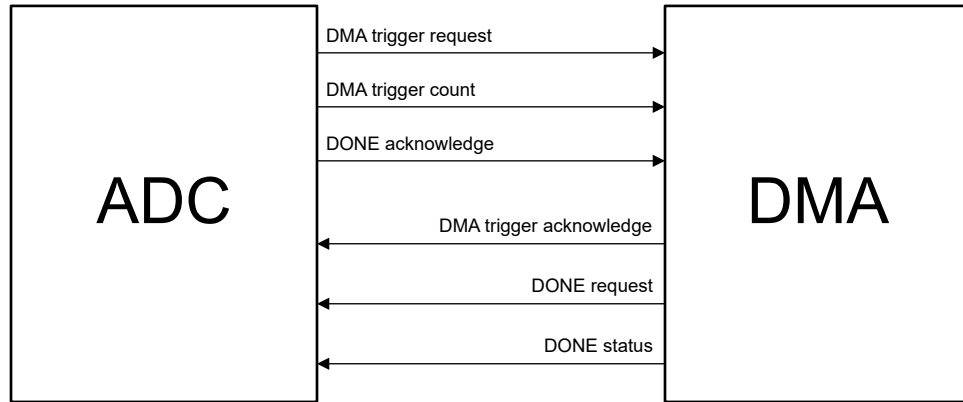 ADC
DMA trigger request
DMA trigger count
DONE acknowledge
DMA trigger acknowledge
DONE request
DONE status
DMA